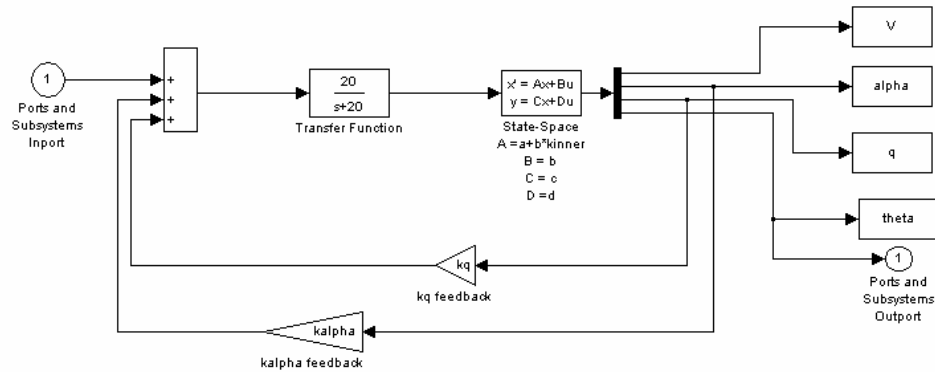 1
Ports and
Subsystems
Inport
+
+
+
20
s+20
Transfer Function
x' = Ax+Bu
y = Cx+Du
State-Space
A =a+b*kinner
B = b
C = c
D =d
V
alpha
q
theta
1
Ports and
Subsystems
Outport
kq
kq feedback
kalpha
kalpha feedback